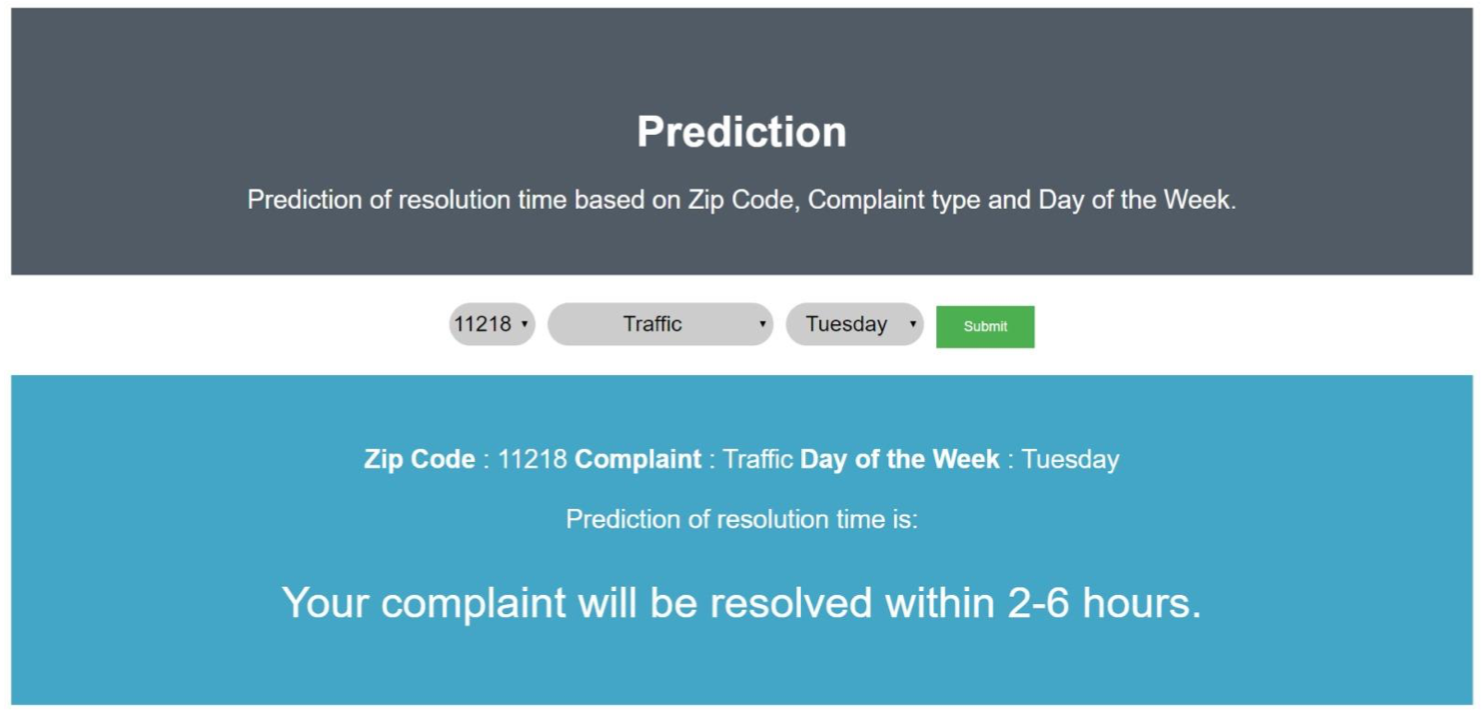 Prediction
Prediction of resolution time based on Zip Code, Complaint type and Day of the Week.
11218 Traffic Tuesday Submit
Zip Code : 11218 Complaint : Traffic Day of the Week : Tuesday
Prediction of resolution time is:
Your complaint will be resolved within 2-6 hours.